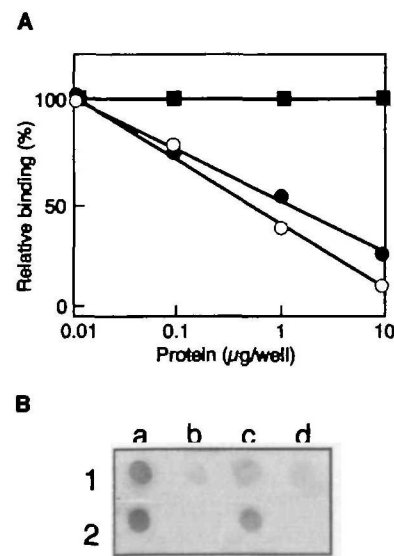 A
Relative binding (%)
100
50
0
0.01 0.1 1 10
Protein (µg/well)
B
a b c d
1
2